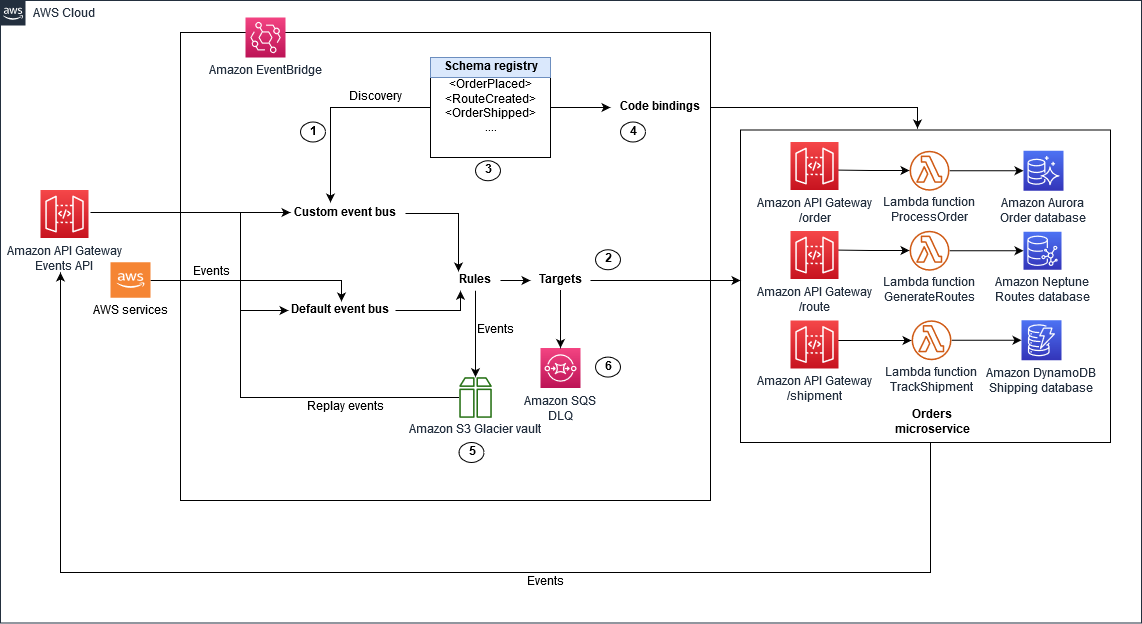 aws
AWS Cloud
Amazon EventBridge
Schema registry
<OrderPlaced>
<RouteCreated>
<OrderShipped>
....
Discovery
1
3
Code bindings
4
Amazon API Gateway
Events API
aws
AWS services
Events
Custom event bus
Default event bus
Rules
Targets
2
Events
Replay events
Amazon S3 Glacier vault
5
Amazon SQS
DLQ
6
Amazon API Gateway
/order
Lambda function
ProcessOrder
Amazon Aurora
Order database
Amazon API Gateway
/route
Lambda function
GenerateRoutes
Amazon Neptune
Routes database
Amazon API Gateway
/shipment
Lambda function
TrackShipment
Amazon DynamoDB
Shipping database
Orders
microservice
Events